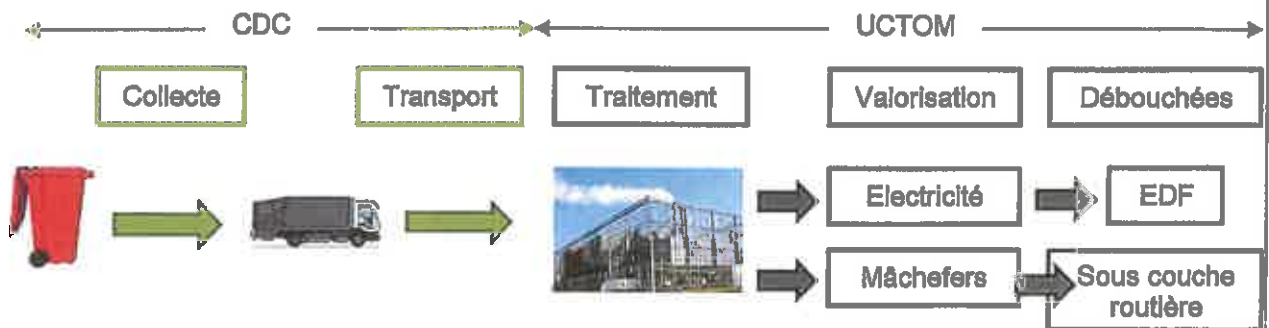 CDC UCTOM
Collecte Transport Traitement Valorisation Débouchées
Electricité EDF
Mâchefers Sous couche
routière